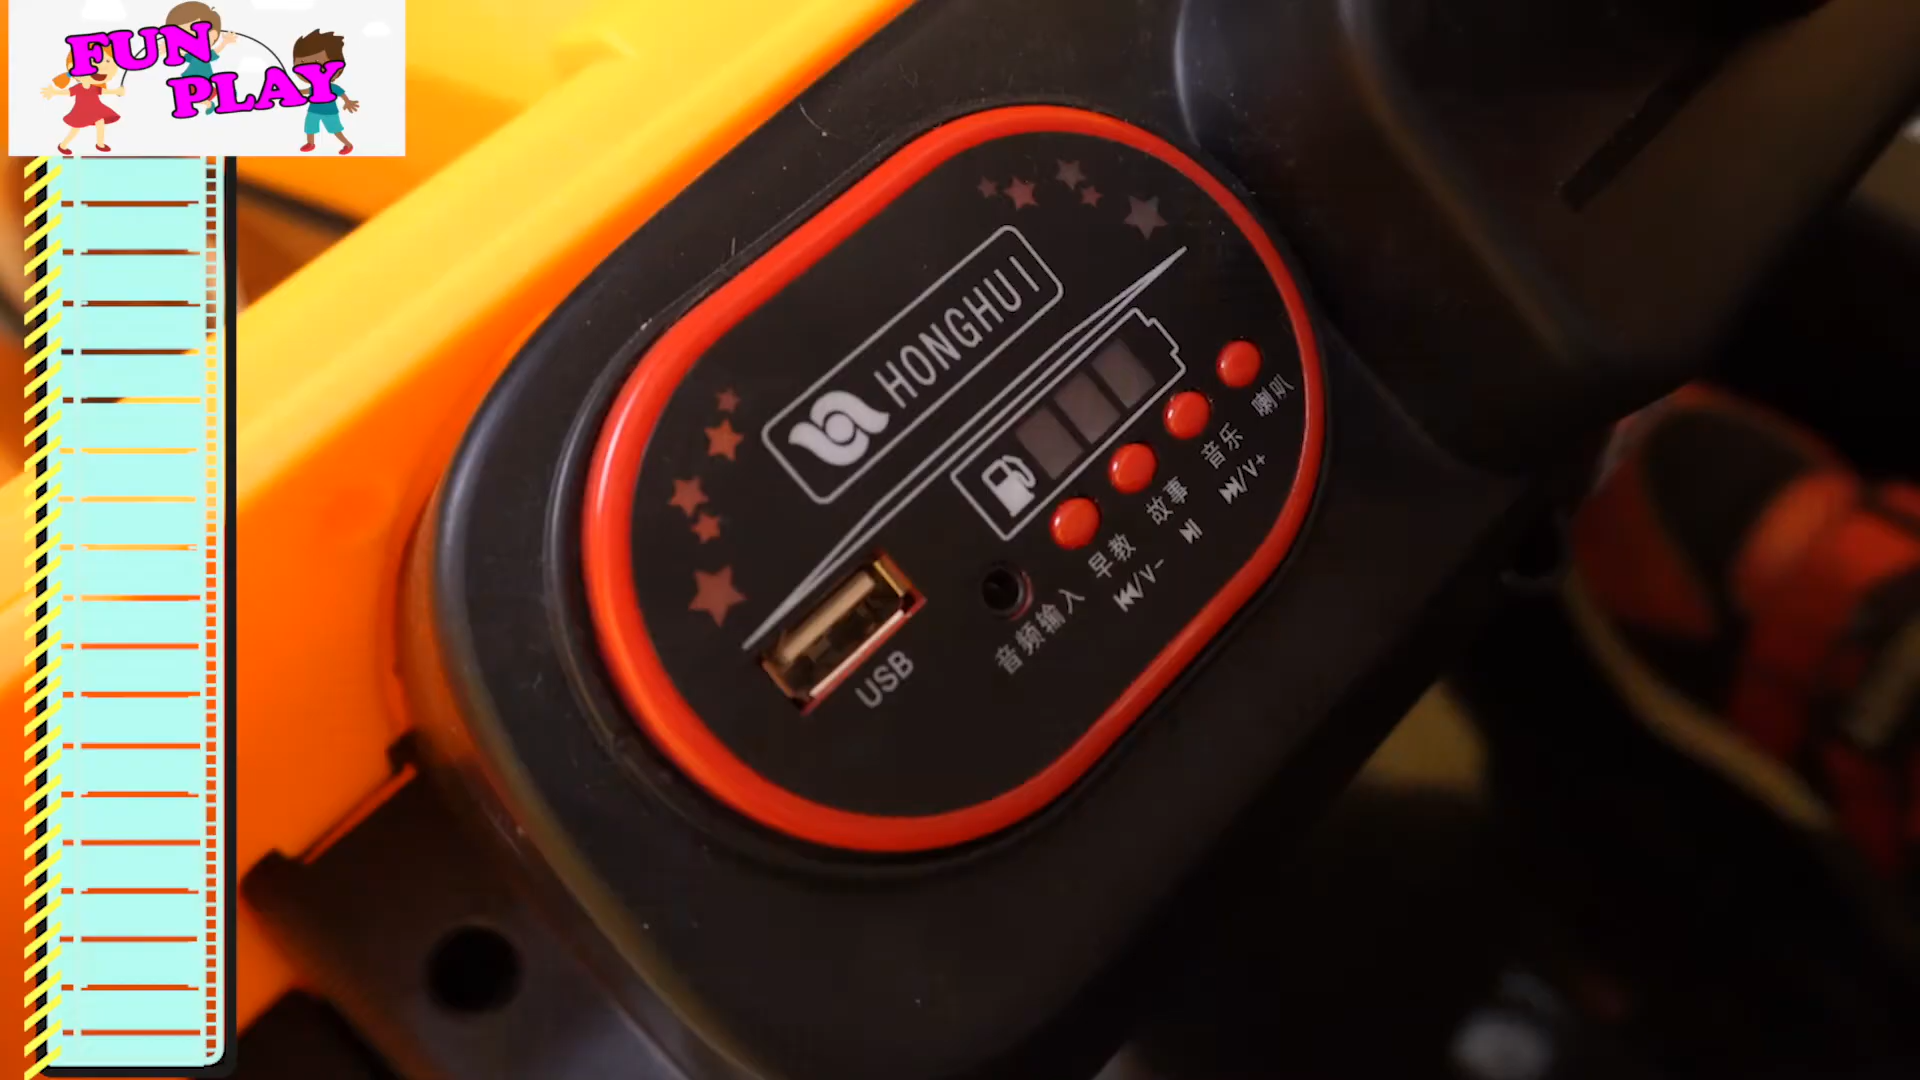 FUN
PLAY
HONGHUI
喇叭
音乐
⏭/V+
故事
⏯
早教
⏮/V-
音频输入
USB